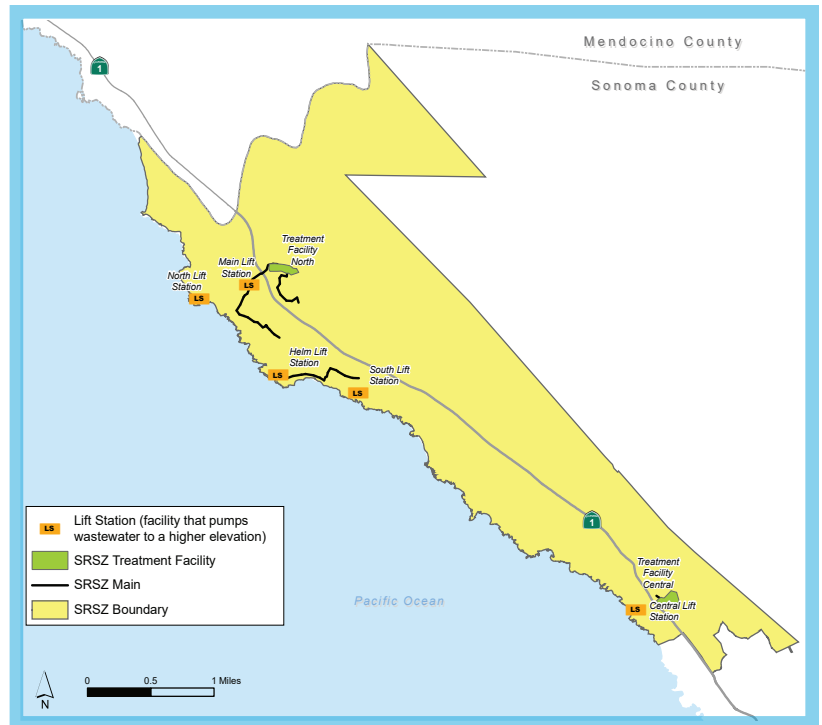 Mendocino County
1
Sonoma County
Treatment
Facility
North
Main Lift
Station
LS
North Lift
Station
LS
Helm Lift
Station
LS
South Lift
Station
LS
1
Treatment
Facility
Central
LS
Central Lift
Station
Pacific Ocean
LS
Lift Station (facility that pumps
wastewater to a higher elevation)
SRSZ Treatment Facility
SRSZ Main
SRSZ Boundary
N
0 0.5 1 Miles